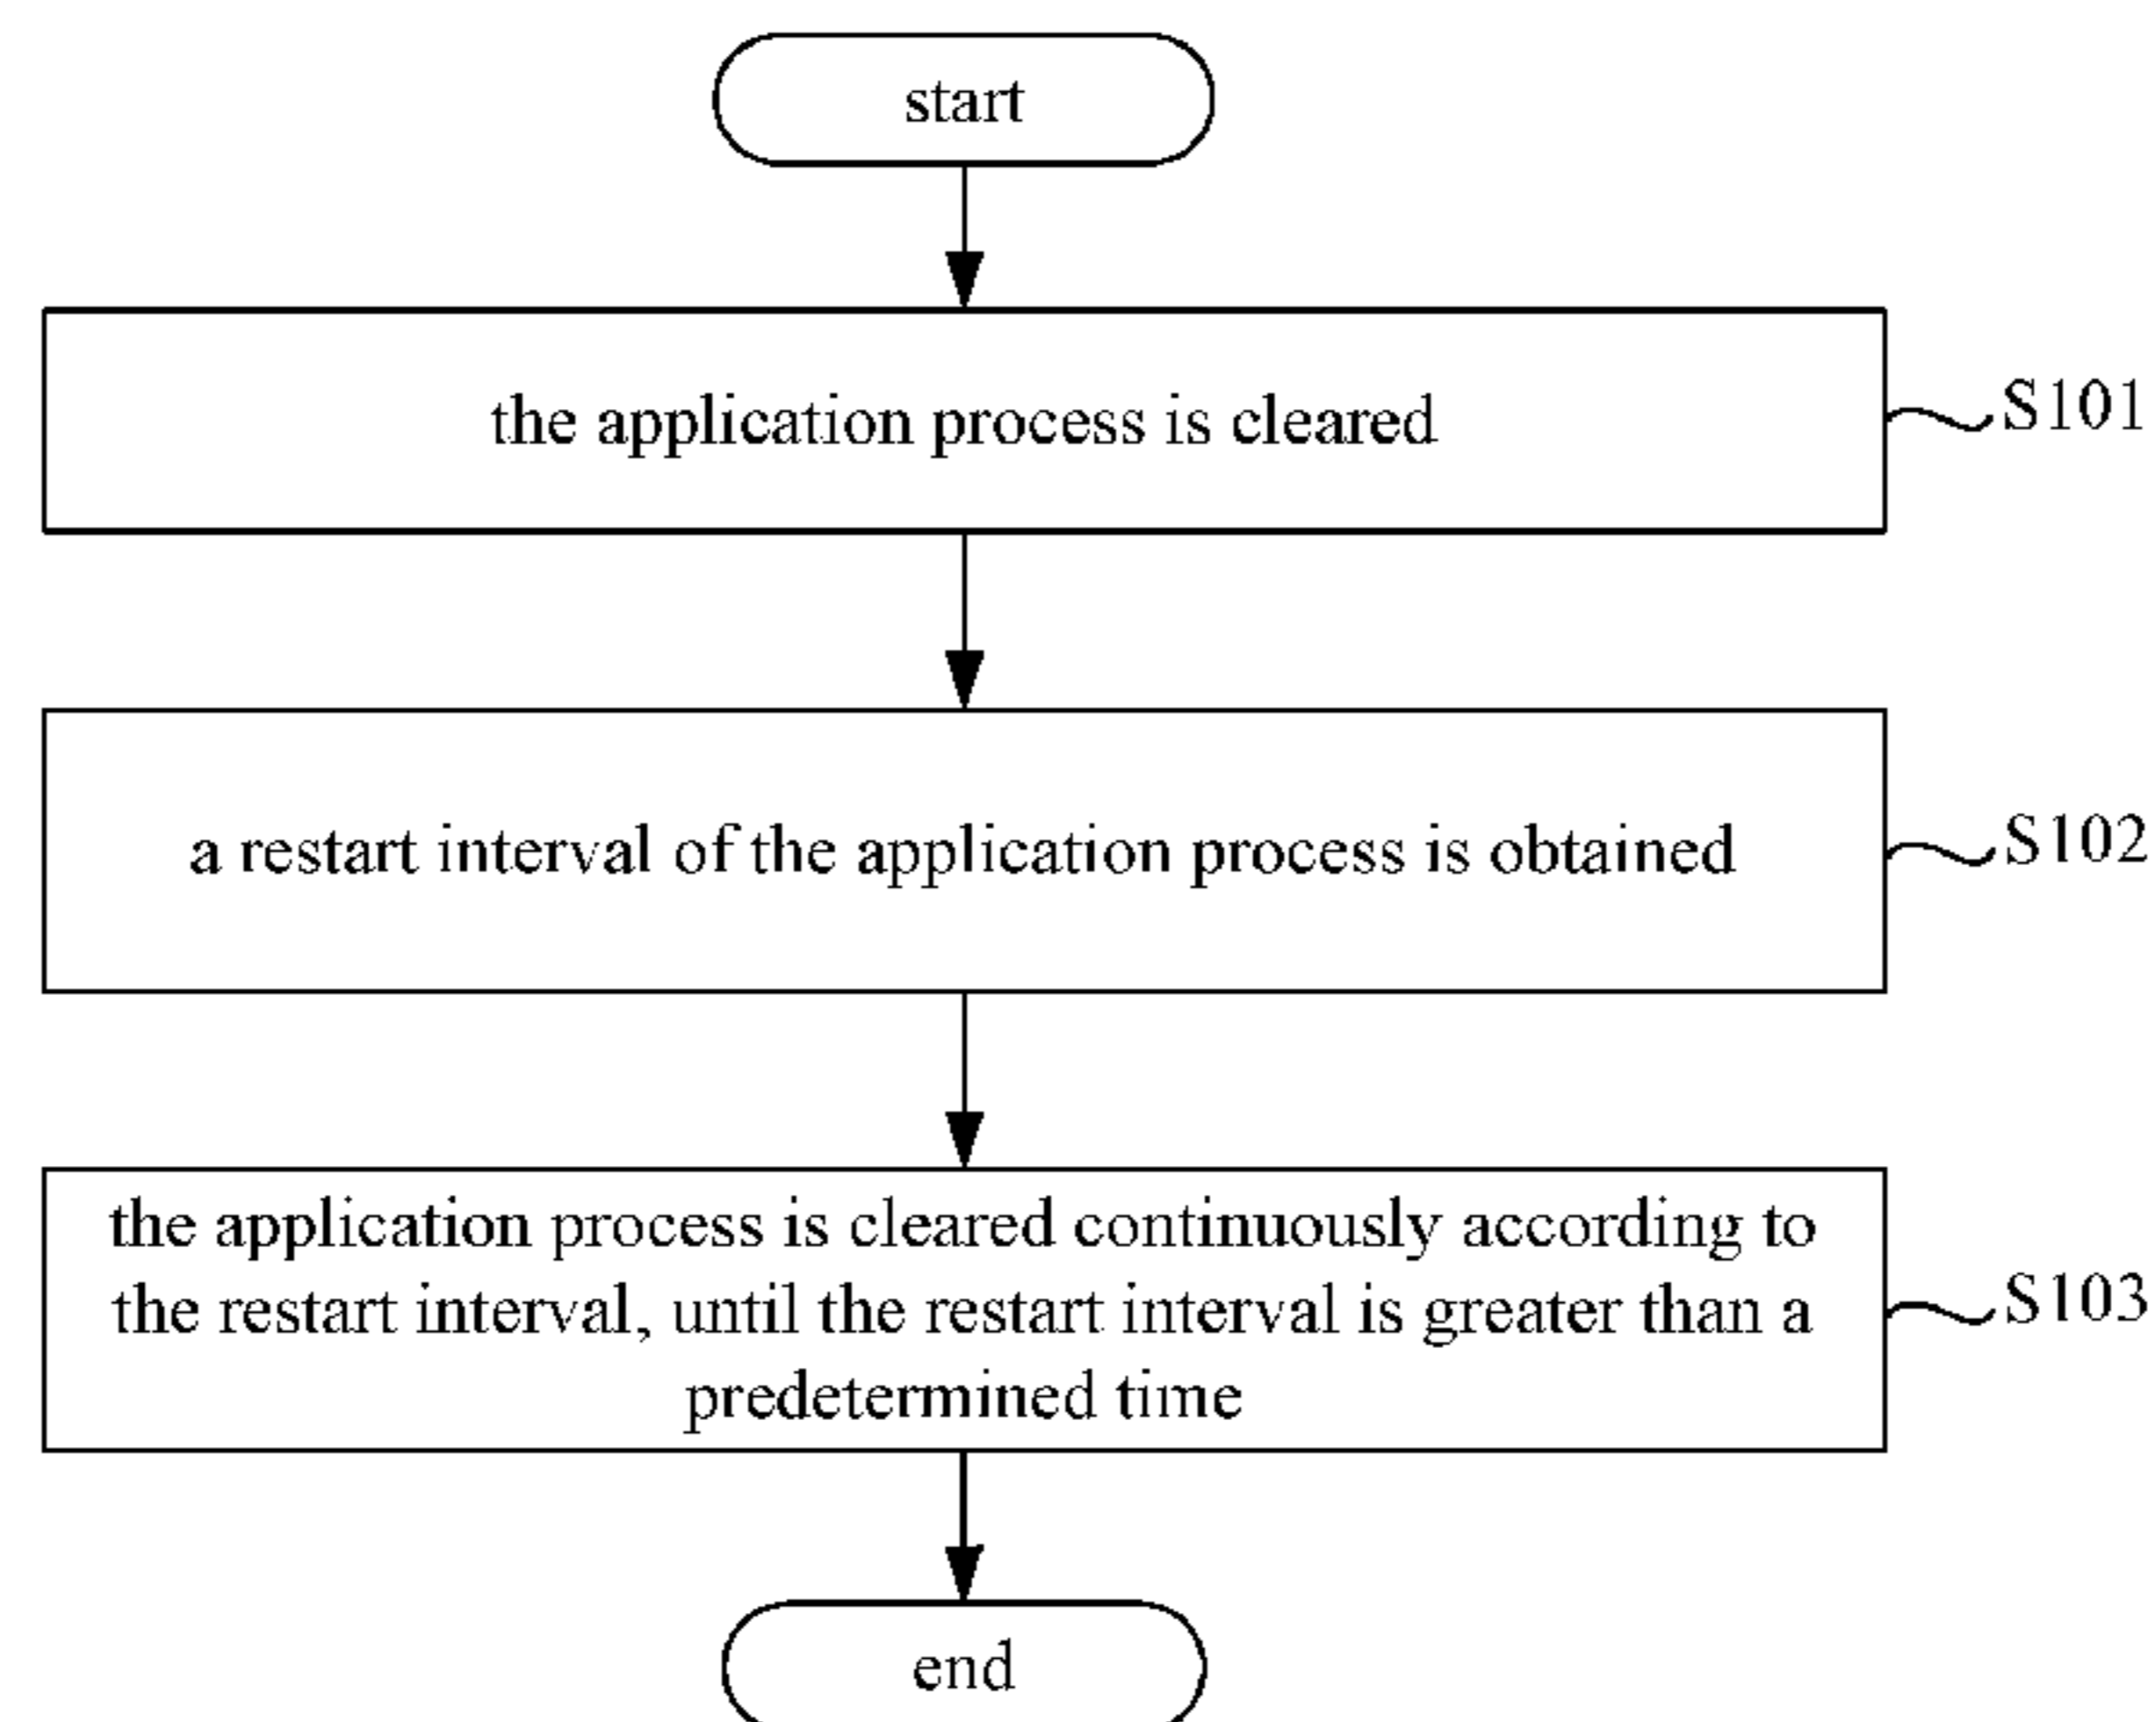 start
the application process is cleared
S101
a restart interval of the application process is obtained
S102
the application process is cleared continuously according to
the restart interval, until the restart interval is greater than a
predetermined time
S103
end